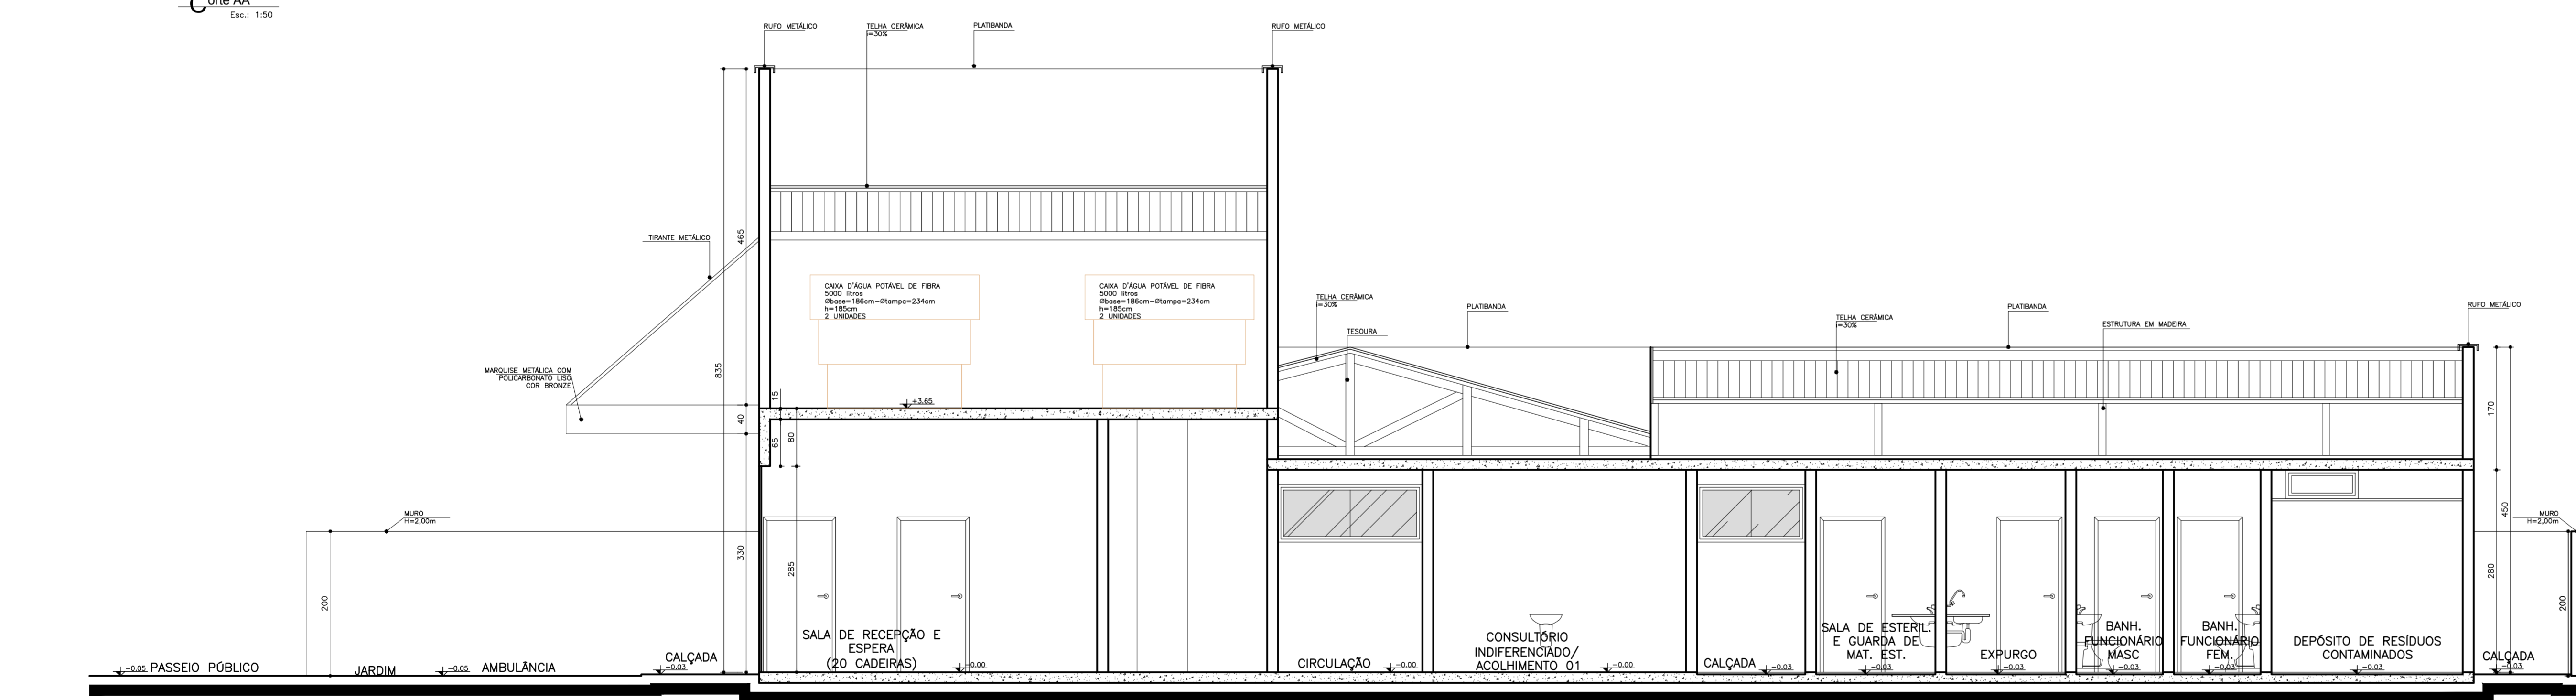 Corte AA
Esc.: 1:50
RUFO METÁLICO
TELHA CERÂMICA
i=30%
PLATIBANDA
RUFO METÁLICO
TIRANTE METÁLICO
465
CAIXA D'ÁGUA POTÁVEL DE FIBRA
5000 litros
Øbase=186cm-Øtampa=234cm
h=185cm
2 UNIDADES
CAIXA D'ÁGUA POTÁVEL DE FIBRA
5000 litros
Øbase=186cm-Øtampa=234cm
h=185cm
2 UNIDADES
TELHA CERÂMICA
i=30%
TESOURA
PLATIBANDA
TELHA CERÂMICA
i=30%
PLATIBANDA
ESTRUTURA EM MADEIRA
RUFO METÁLICO
MARQUISE METÁLICA COM
POLICARBONATO LISO
COR BRONZE
835
40
15
65
80
+3.65
170
450
MURO
H=2,00m
200
330
285
280
MURO
H=2,00m
200
-0.05
PASSEIO PÚBLICO
JARDIM
-0.05
AMBULÂNCIA
CALÇADA
-0.03
SALA DE RECEPÇÃO E
ESPERA
(20 CADEIRAS)
-0.00
CIRCULAÇÃO
-0.00
CONSULTÓRIO
INDIFERENCIADO/
ACOLHIMENTO 01
-0.00
CALÇADA
-0.03
SALA DE ESTERIL.
E GUARDA DE
MAT. EST.
-0.03
EXPURGO
-0.03
BANH.
FUNCIONÁRIO
MASC
-0.03
BANH.
FUNCIONÁRIO
FEM.
-0.03
DEPÓSITO DE RESÍDUOS
CONTAMINADOS
-0.03
CALÇADA
-0.03